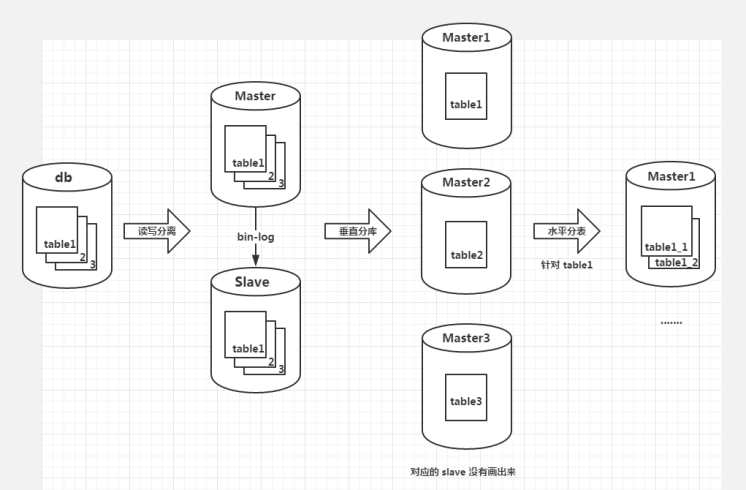 db
table1
2
3
读写分离
Master
table1
2
3
bin-log
Slave
table1
2
3
垂直分库
Master1
table1
Master2
table2
Master3
table3
对应的 slave 没有画出来
水平分表
针对 table1
Master1
table1_1
table1_2
.......